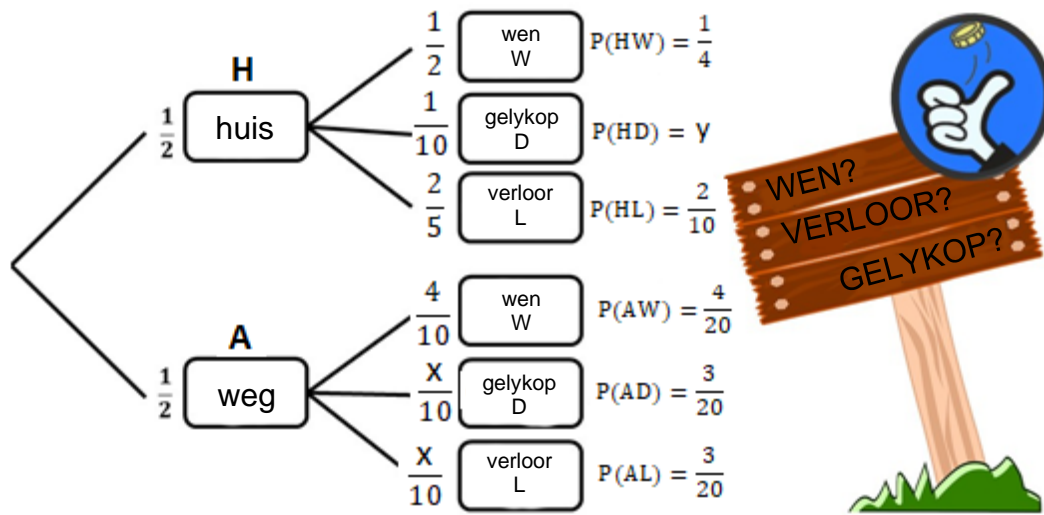 H
1/2 huis
1/2 wen W P(HW) = 1/4
1/10 gelykop D P(HD) = y
2/5 verloor L P(HL) = 2/10
A
1/2 weg
4/10 wen W P(AW) = 4/20
X/10 gelykop D P(AD) = 3/20
X/10 verloor L P(AL) = 3/20
WEN?
VERLOOR?
GELYKOP?